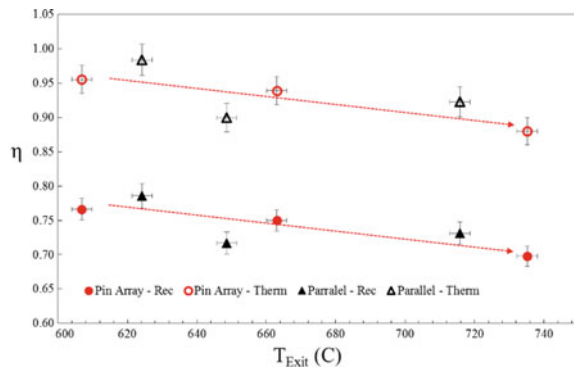 1.05
1.00
0.95
0.90
η
0.85
0.80
0.75
0.70
0.65
Pin Array - Rec Pin Array - Therm Parralel - Rec Parallel - Therm
0.60
600 620 640 660 680 700 720 740
T_Exit (C)